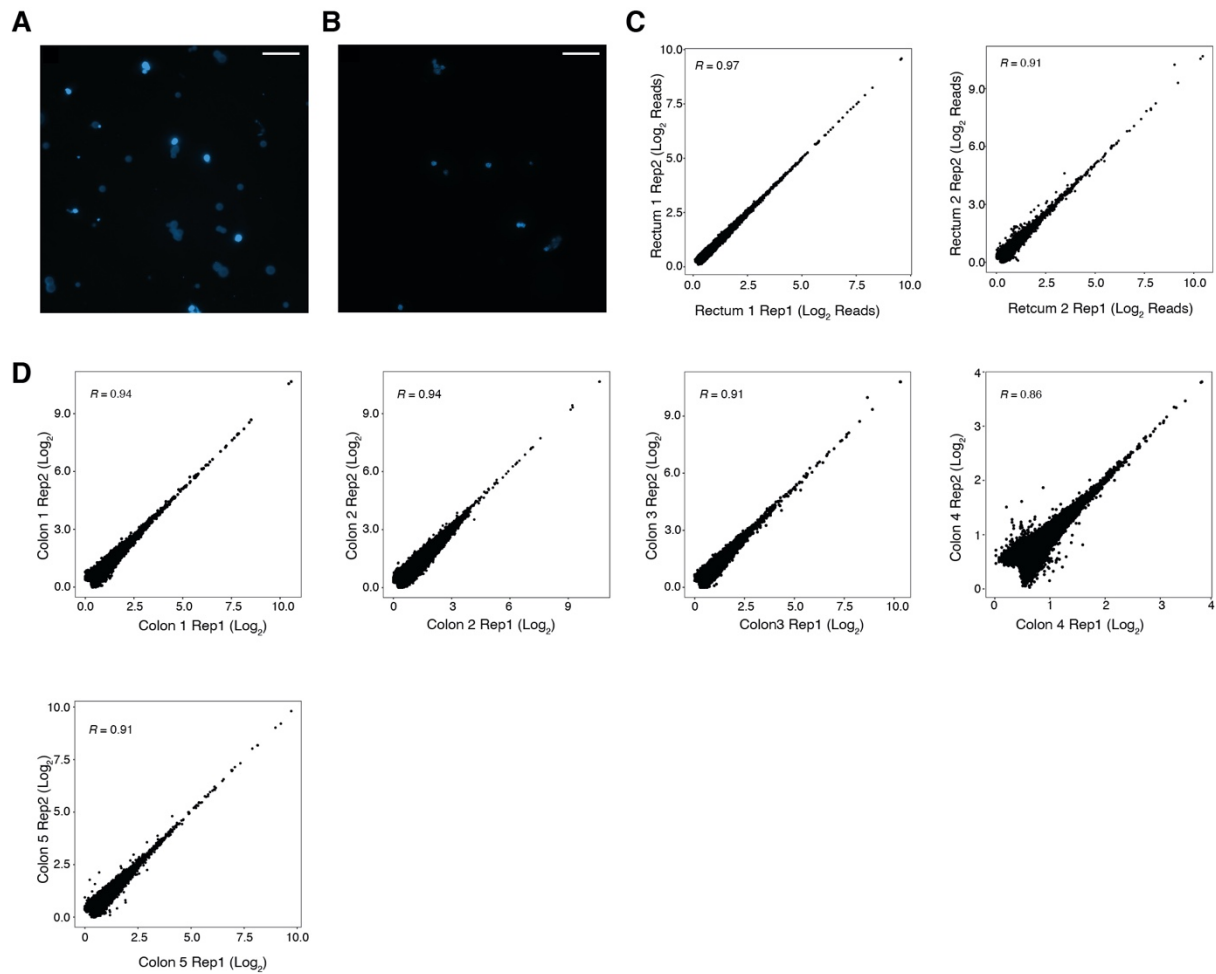 A
B
C
10.0
7.5
5.0
2.5
0.0
R = 0.97
Rectum 1 Rep2 (Log2 Reads)
0.0 2.5 5.0 7.5 10.0
Rectum 1 Rep1 (Log2 Reads)
9.0
6.0
3.0
0.0
R = 0.91
Rectum 2 Rep2 (Log2 Reads)
0.0 2.5 5.0 7.5 10.0
Retcum 2 Rep1 (Log2 Reads)
D
9.0
6.0
3.0
0.0
R = 0.94
Colon 1 Rep2 (Log2)
0.0 2.5 5.0 7.5 10.0
Colon 1 Rep1 (Log2)
9.0
6.0
3.0
0.0
R = 0.94
Colon 2 Rep2 (Log2)
0.0 3 6 9
Colon 2 Rep1 (Log2)
9.0
6.0
3.0
0.0
R = 0.91
Colon 3 Rep2 (Log2)
0.0 2.5 5.0 7.5 10.0
Colon3 Rep1 (Log2)
4
3
2
1
0
R = 0.86
Colon 4 Rep2 (Log2)
0 1 2 3 4
Colon 4 Rep1 (Log2)
10.0
7.5
5.0
2.5
0.0
R = 0.91
Colon 5 Rep2 (Log2)
0 2.5 5.0 7.5 10.0
Colon 5 Rep1 (Log2)